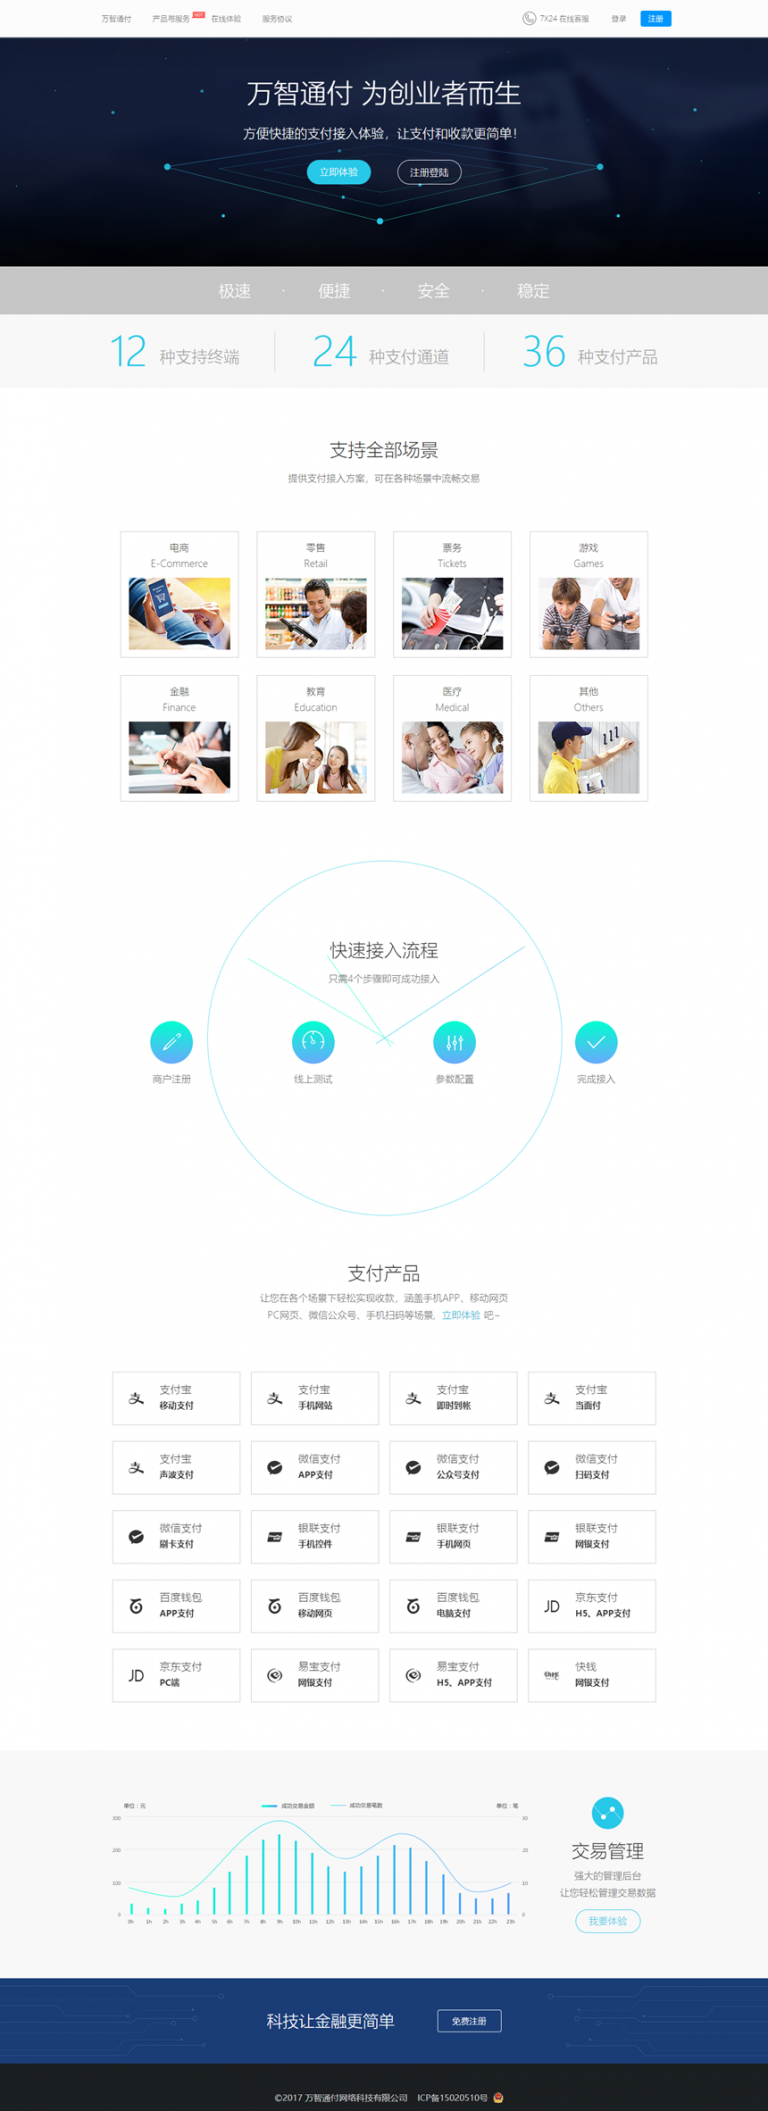 万智通付 产品与服务 HOT 在线体验 服务协议 7X24 在线客服 登录 注册
万智通付 为创业者而生
方便快捷的支付接入体验，让支付和收款更简单！
立即体验 注册登陆
极速 · 便捷 · 安全 · 稳定
12 种支持终端 24 种支付通道 36 种支付产品
支持全部场景
提供支付接入方案，可在各种场景中流畅交易
电商 零售 票务 游戏
E-Commerce Retail Tickets Games
金融 教育 医疗 其他
Finance Education Medical Others
快速接入流程
只需4个步骤即可成功接入
商户注册 线上测试 参数配置 完成接入
支付产品
让您在各个场景下轻松实现收款，涵盖手机APP、移动网页
PC网页、微信公众号、手机扫码等场景，立即体验 吧~
支付宝 支付宝 支付宝 支付宝
移动支付 手机网站 即时到帐 当面付
支付宝 微信支付 微信支付 微信支付
声波支付 APP支付 公众号支付 扫码支付
微信支付 银联支付 银联支付 银联支付
刷卡支付 手机控件 手机网页 网银支付
百度钱包 百度钱包 百度钱包 京东支付
APP支付 移动网页 电脑支付 H5、APP支付
京东支付 易宝支付 易宝支付 快钱
PC端 网银支付 H5、APP支付 网银支付
单位：元 成功交易金额 成功交易笔数 单位：笔
300 30
200 20
100 10
0 0
0h 1h 2h 3h 4h 5h 6h 7h 8h 9h 10h 11h 12h 13h 14h 15h 16h 17h 18h 19h 20h 21h 22h 23h
交易管理
强大的管理后台
让您轻松管理交易数据
我要体验
科技让金融更简单 免费注册
©2017 万智通付网络科技有限公司 ICP备15020510号